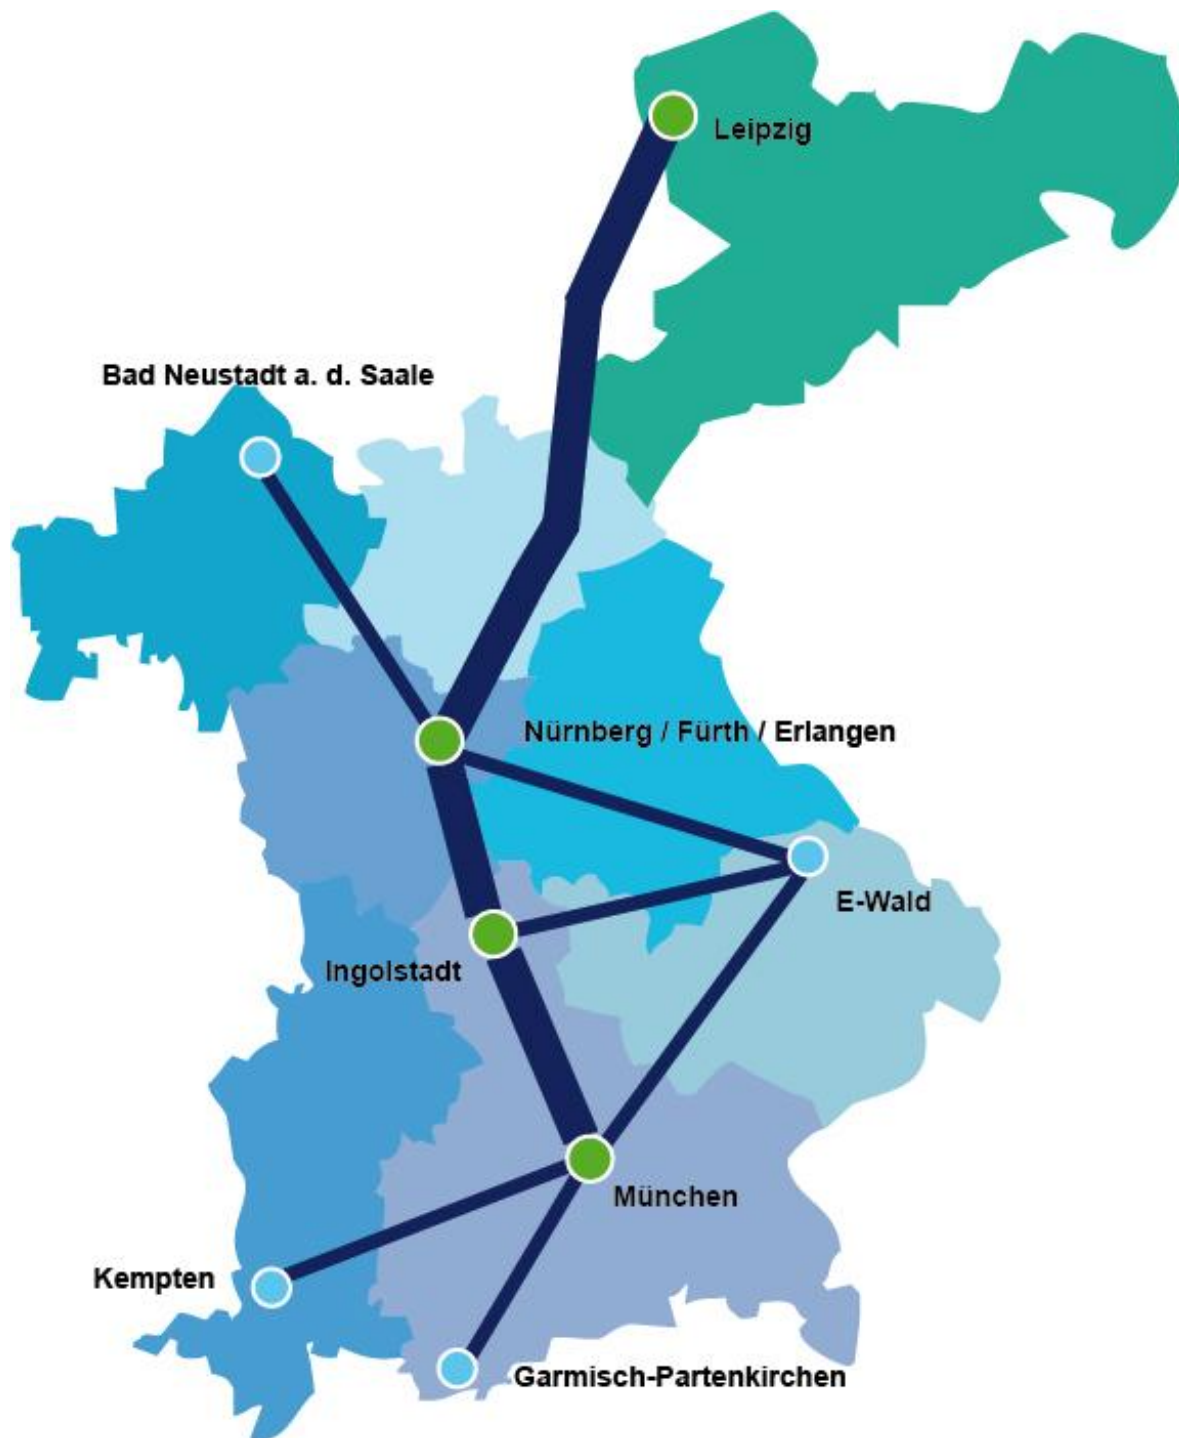 Leipzig
Bad Neustadt a. d. Saale
Nürnberg / Fürth / Erlangen
E-Wald
Ingolstadt
München
Kempten
Garmisch-Partenkirchen